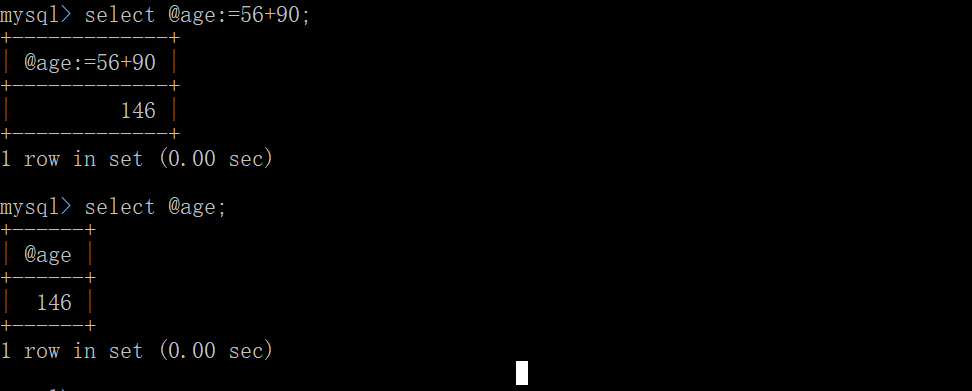 mysql> select @age:=56+90;
+-------------+
| @age:=56+90 |
+-------------+
|         146 |
+-------------+
1 row in set (0.00 sec)
mysql> select @age;
+------+
| @age |
+------+
|  146 |
+------+
1 row in set (0.00 sec)